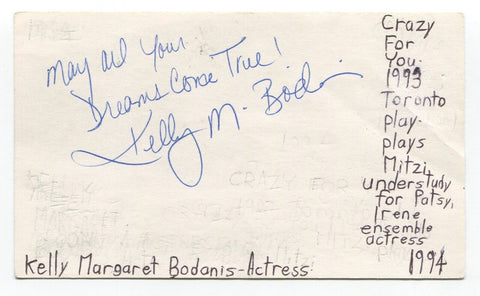 May all Your
Dreams Come True!
Kelly M. Bodanis
Crazy
For
You
1993
Toronto
play-
plays
Mitzi,
understudy
for Patsy,
Irene
ensemble
actress
1994
Kelly Margaret Bodanis-Actress